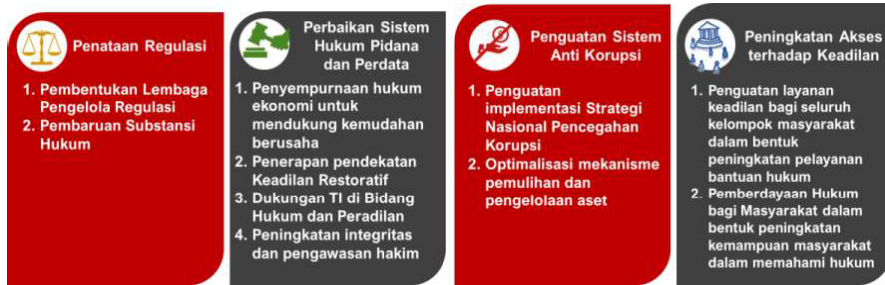 Penataan Regulasi
1. Pembentukan Lembaga
Pengelola Regulasi
2. Pembaruan Substansi
Hukum
Perbaikan Sistem
Hukum Pidana
dan Perdata
1. Penyempurnaan hukum
ekonomi untuk
mendukung kemudahan
berusaha
2. Penerapan pendekatan
Keadilan Restoratif
3. Dukungan TI di Bidang
Hukum dan Peradilan
4. Peningkatan integritas
dan pengawasan hakim
Penguatan Sistem
Anti Korupsi
1. Penguatan
implementasi Strategi
Nasional Pencegahan
Korupsi
2. Optimalisasi mekanisme
pemulihan dan
pengelolaan aset
Peningkatan Akses
terhadap Keadilan
1. Penguatan layanan
keadilan bagi seluruh
kelompok masyarakat
dalam bentuk
peningkatan pelayanan
bantuan hukum
2. Pemberdayaan Hukum
bagi Masyarakat dalam
bentuk peningkatan
kemampuan masyarakat
dalam memahami hukum